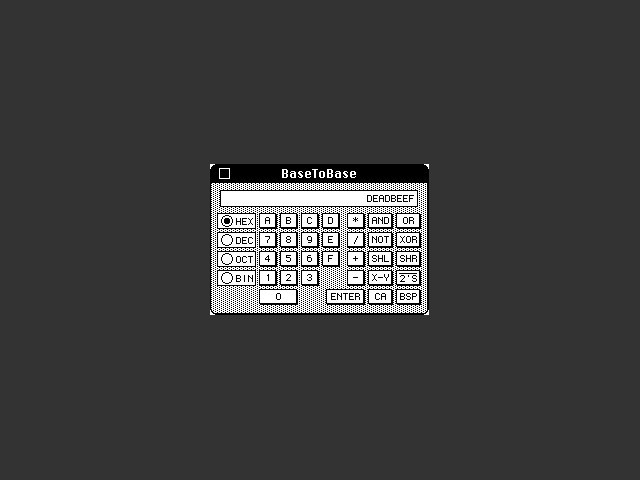 BaseToBase
DEADBEEF
HEX A B C D * AND OR
DEC 7 8 9 E / NOT XOR
OCT 4 5 6 F + SHL SHR
BIN 1 2 3 - X-Y 2'S
0 ENTER CA BSP